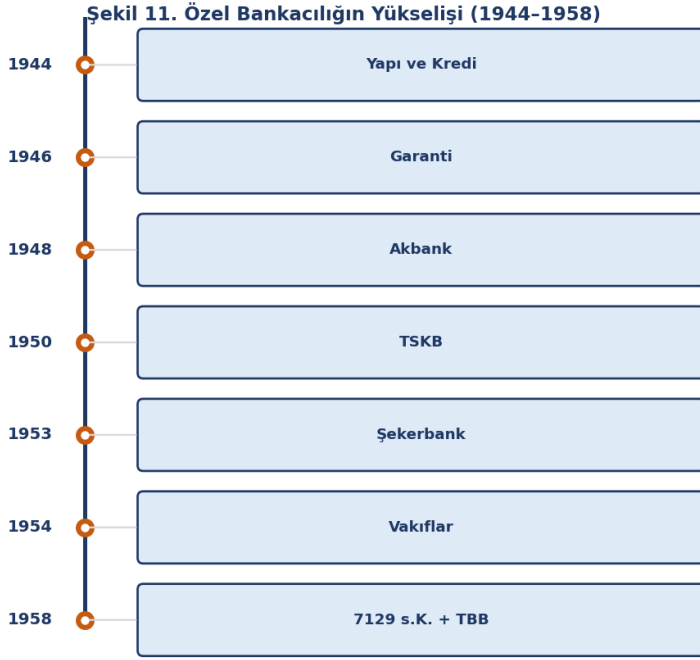 Şekil 11. Özel Bankacılığın Yükselişi (1944–1958)
1944 Yapı ve Kredi
1946 Garanti
1948 Akbank
1950 TSKB
1953 Şekerbank
1954 Vakıflar
1958 7129 s.K. + TBB